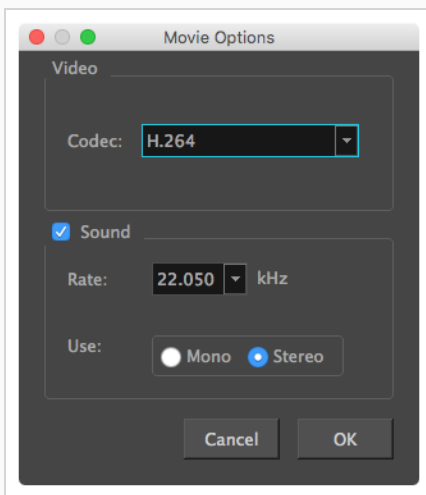 Movie Options
Video
Codec: H.264
Sound
Rate: 22.050 kHz
Use: Mono Stereo
Cancel OK